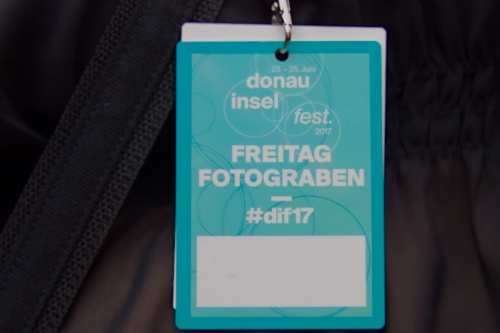 23. - 25. Juni
donau
insel
fest.
2017
FREITAG
FOTOGRABEN
#dif17